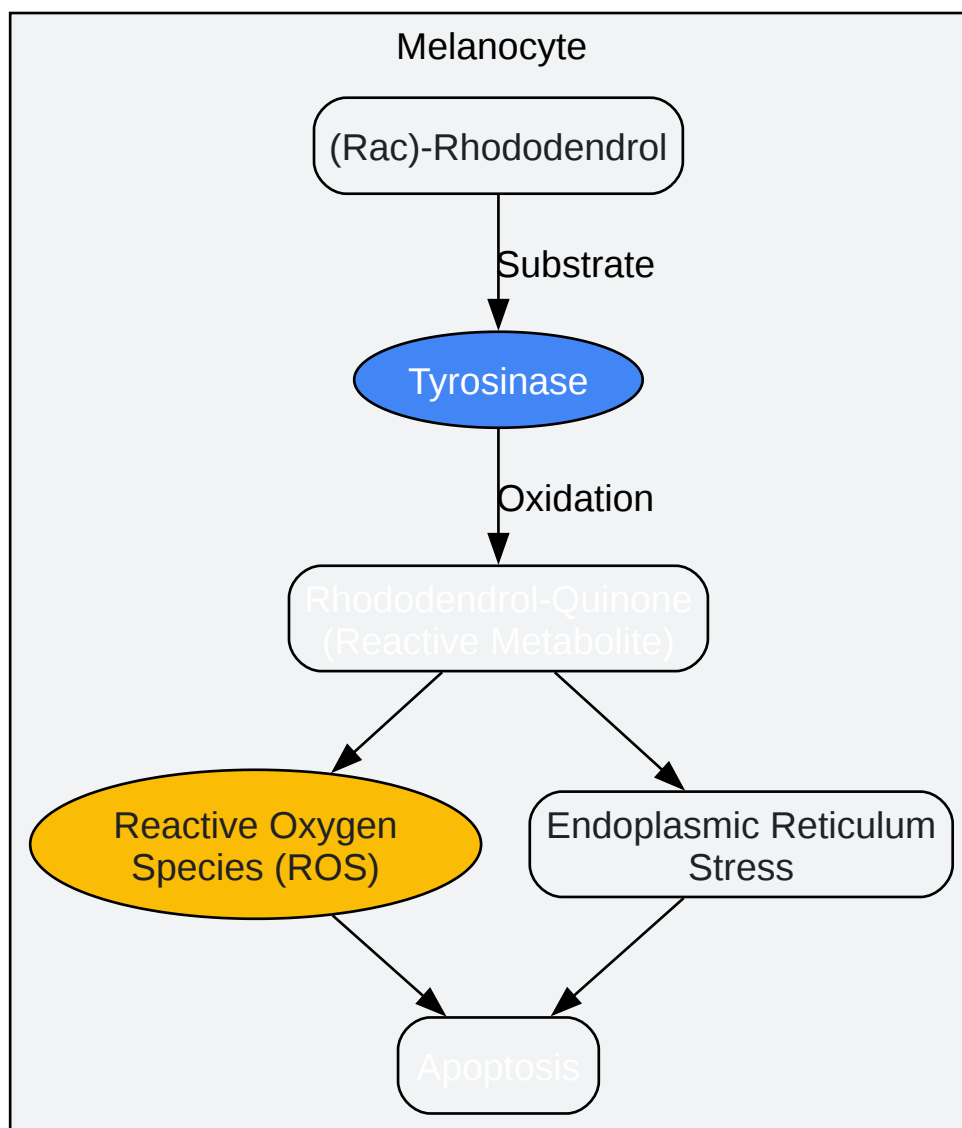 Melanocyte
(Rac)-Rhododendrol
Substrate
Tyrosinase
Oxidation
Rhododendrol-Quinone
(Reactive Metabolite)
Reactive Oxygen
Species (ROS)
Endoplasmic Reticulum
Stress
Apoptosis